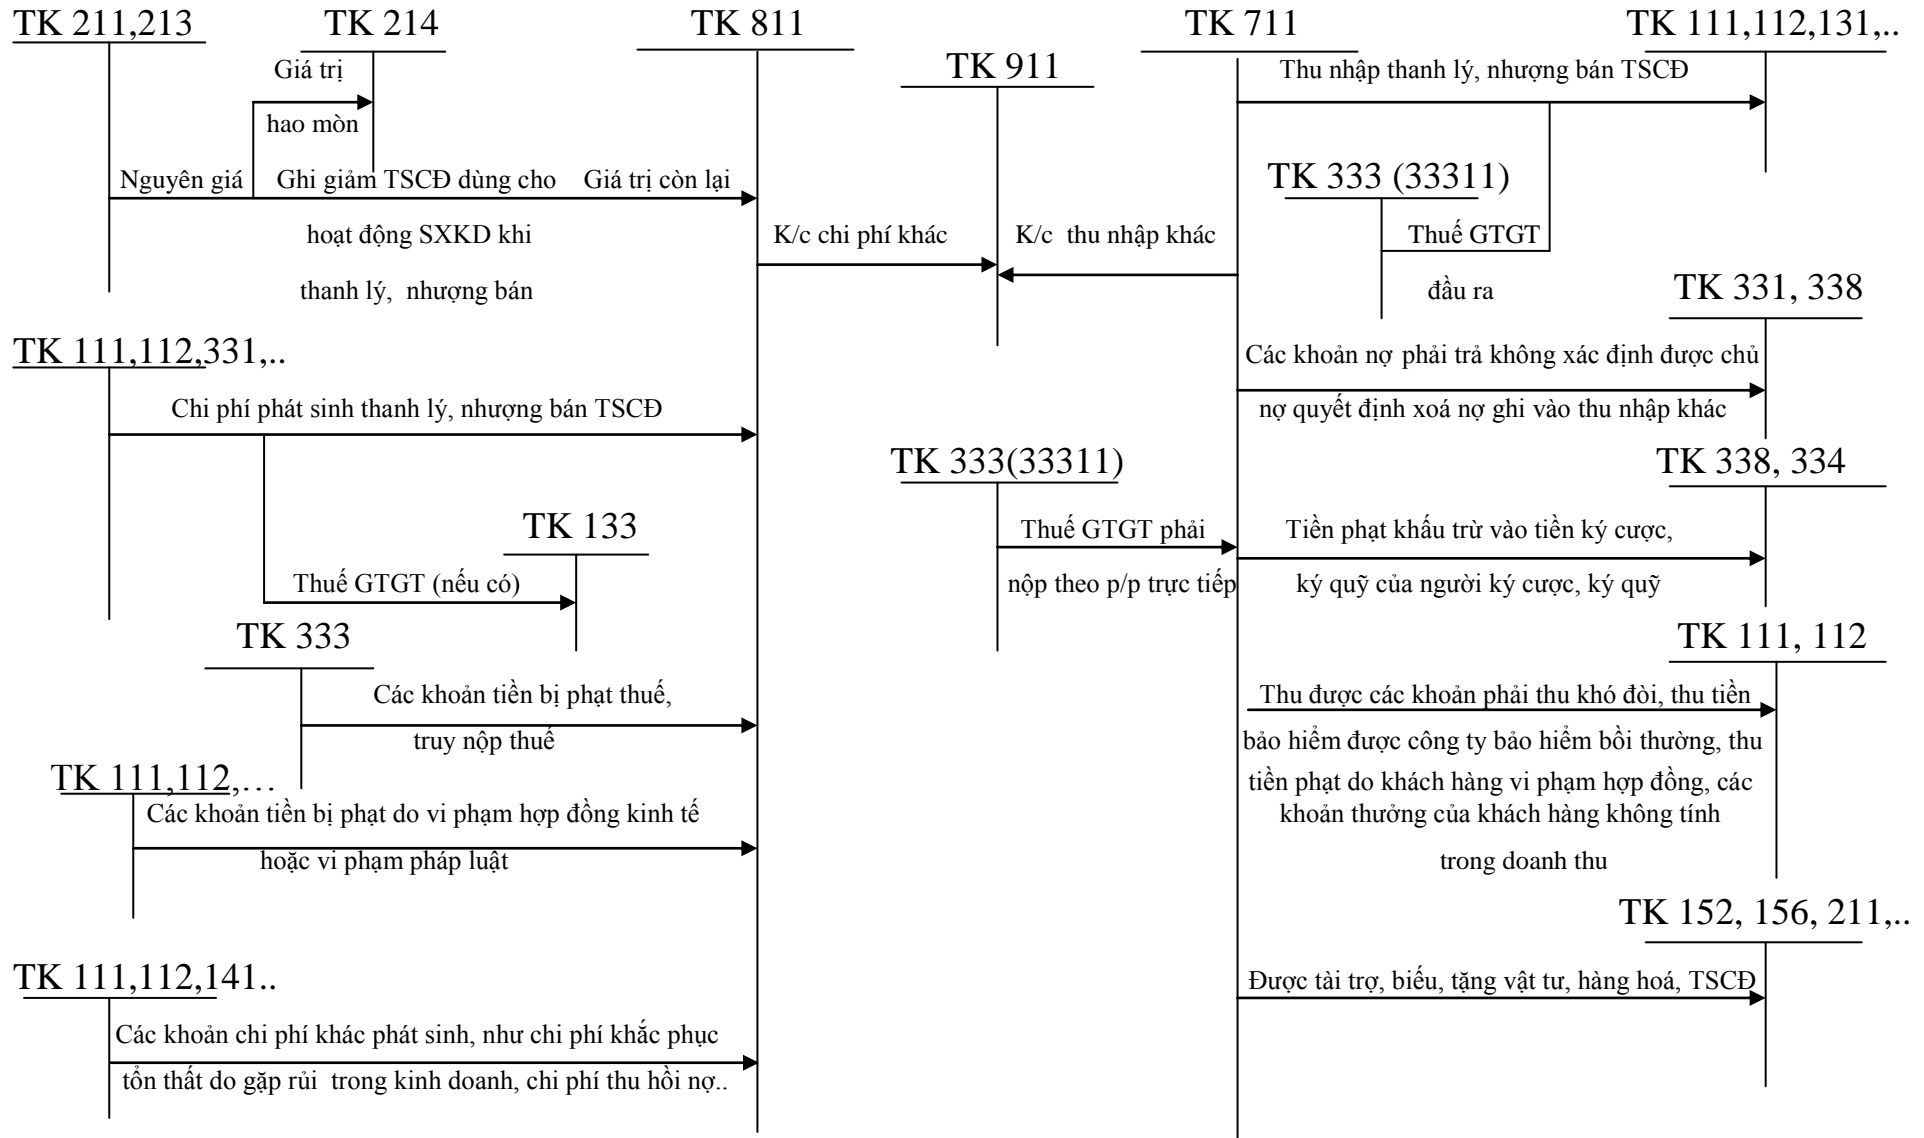 TK 211,213
TK 214
TK 811
TK 711
TK 111,112,131,..
Giá trị
hao mòn
TK 911
Thu nhập thanh lý, nhượng bán TSCĐ
Nguyên giá
Ghi giảm TSCĐ dùng cho
Giá trị còn lại
hoạt động SXKD khi
thanh lý, nhượng bán
K/c chi phí khác
K/c thu nhập khác
TK 333 (33311)
Thuế GTGT
đầu ra
TK 331, 338
TK 111,112,331,..
Các khoản nợ phải trả không xác định được chủ
nợ quyết định xoá nợ ghi vào thu nhập khác
Chi phí phát sinh thanh lý, nhượng bán TSCĐ
TK 333(33311)
TK 338, 334
TK 133
Thuế GTGT phải
nộp theo p/p trực tiếp
Tiền phạt khấu trừ vào tiền ký cược,
ký quỹ của người ký cược, ký quỹ
Thuế GTGT (nếu có)
TK 333
TK 111, 112
Các khoản tiền bị phạt thuế,
truy nộp thuế
Thu được các khoản phải thu khó đòi, thu tiền
bảo hiểm được công ty bảo hiểm bồi thường, thu
tiền phạt do khách hàng vi phạm hợp đồng, các
khoản thưởng của khách hàng không tính
trong doanh thu
TK 111,112,…
Các khoản tiền bị phạt do vi phạm hợp đồng kinh tế
hoặc vi phạm pháp luật
TK 152, 156, 211,..
TK 111,112,141..
Được tài trợ, biếu, tặng vật tư, hàng hoá, TSCĐ
Các khoản chi phí khác phát sinh, như chi phí khắc phục
tổn thất do gặp rủi trong kinh doanh, chi phí thu hồi nợ..